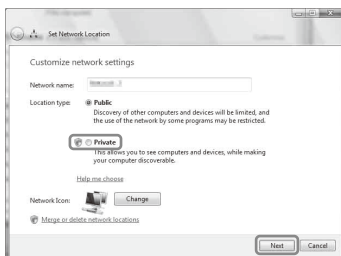 Set Network Location
Customize network settings
Network name:
Location type:
Public
Discovery of other computers and devices will be limited, and
the use of the network by some programs may be restricted.
Private
This allows you to see computers and devices, while making
your computer discoverable.
Help me choose
Network Icon:
Change
Merge or delete network locations
Next
Cancel